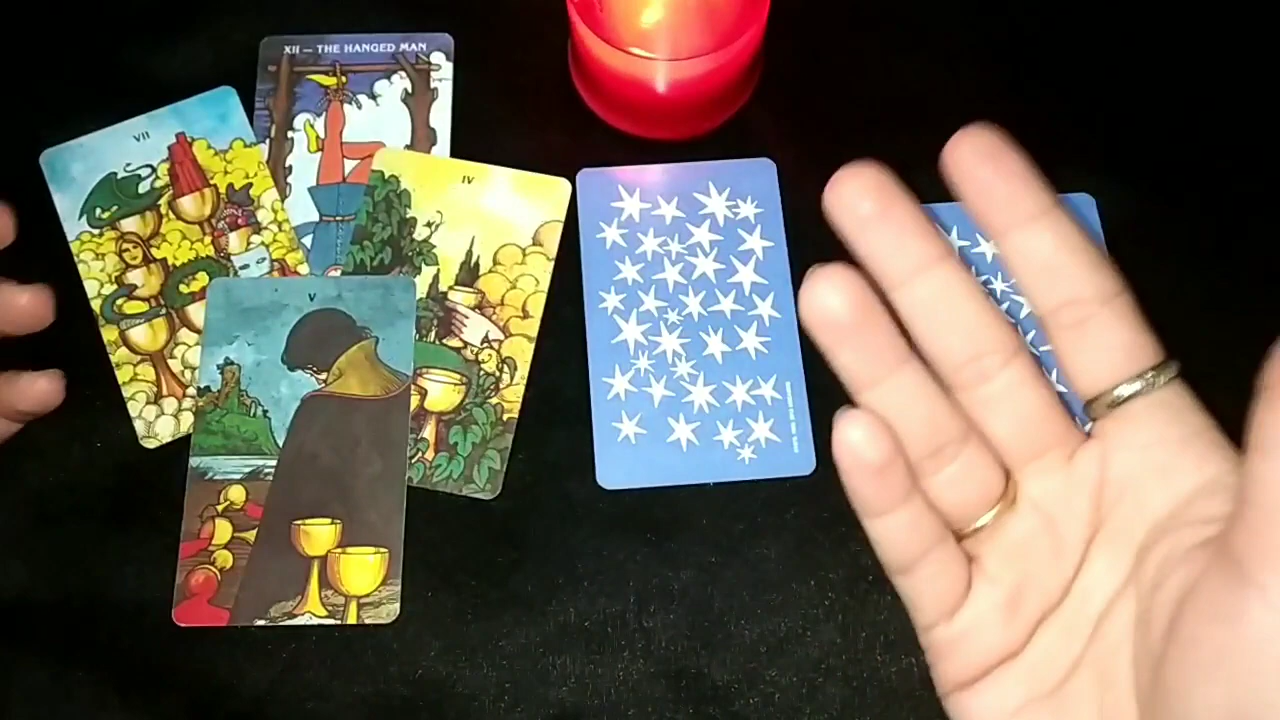 XII — THE HANGED MAN
VII
IV
V